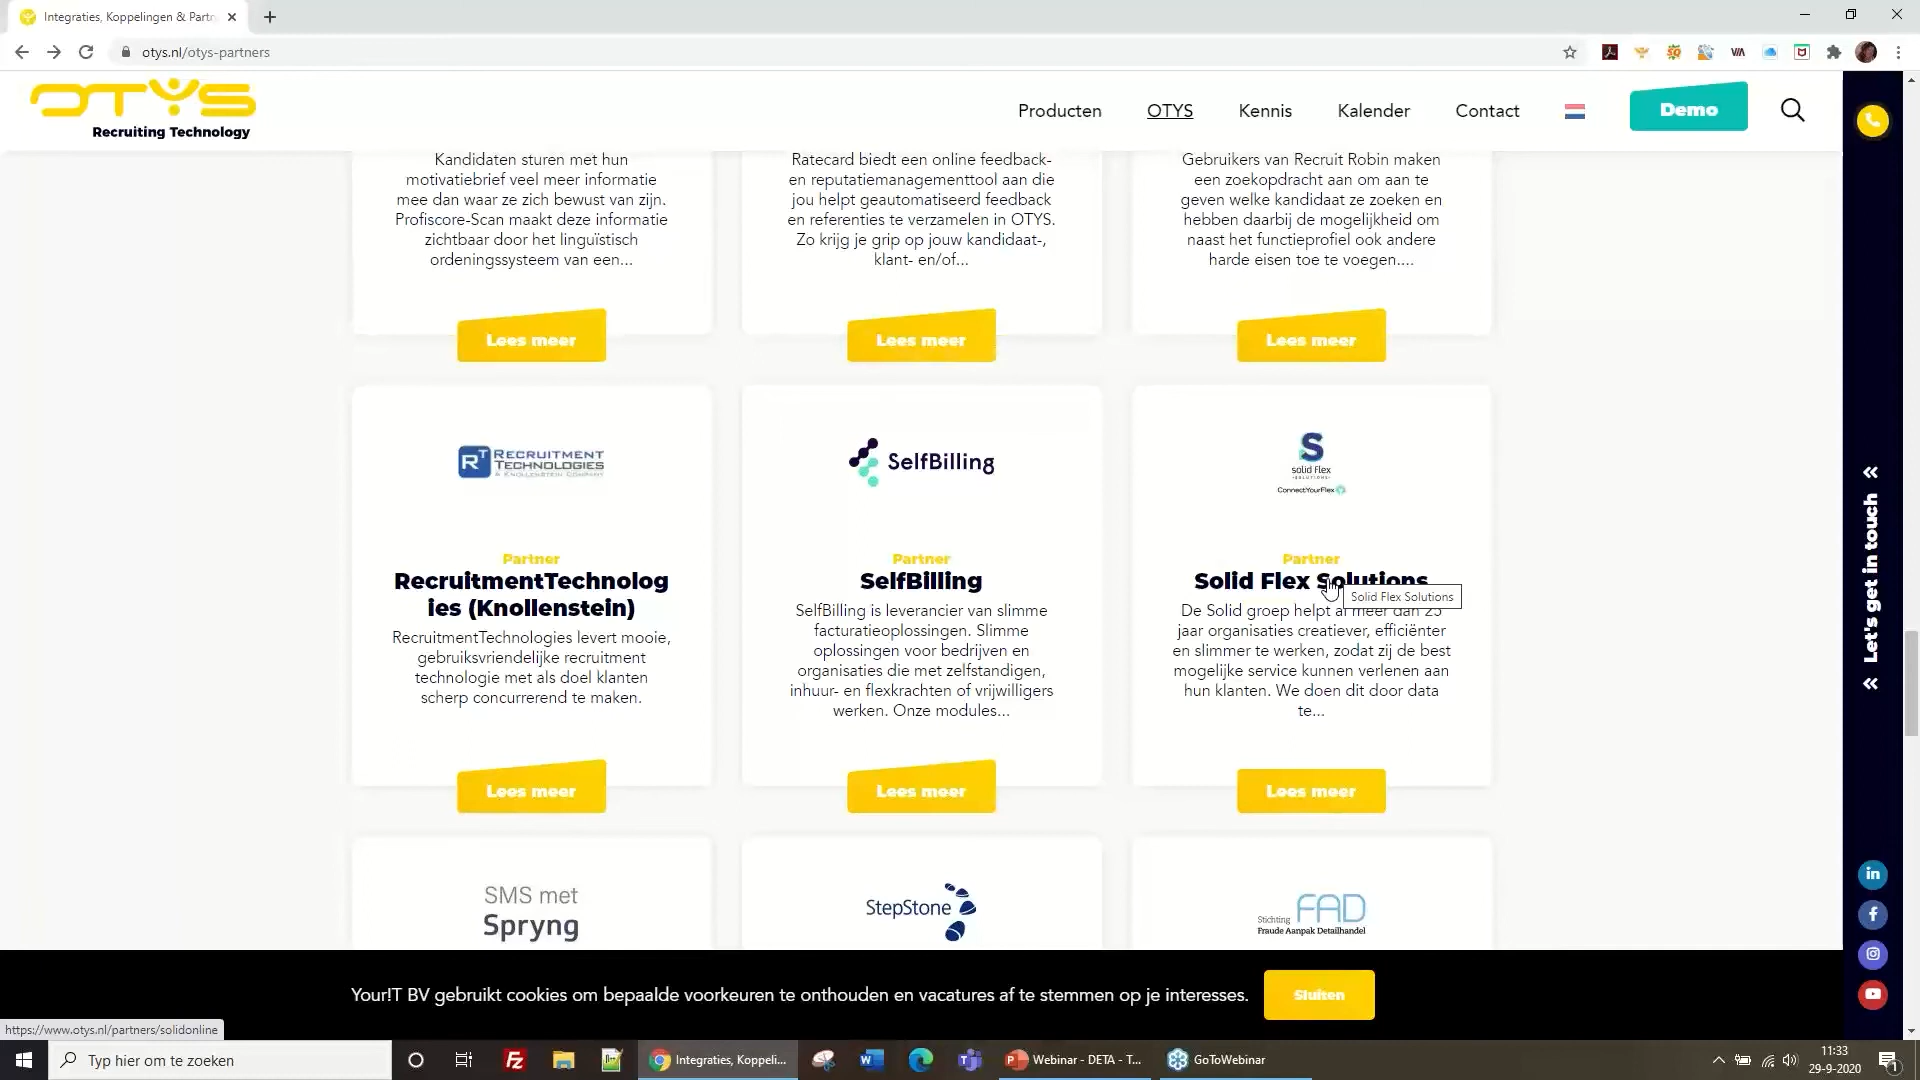 Integraties, Koppelingen & Partn
otys.nl/otys-partners
OTYS
Recruiting Technology
Producten
OTYS
Kennis
Kalender
Contact
Demo
Kandidaten sturen met hun
motivatiebrief veel meer informatie
mee dan waar ze zich bewust van zijn.
Profiscore-Scan maakt deze informatie
zichtbaar door het linguïstisch
ordeningssysteem van een...
Lees meer
Ratecard biedt een online feedback-
en reputatiemanagementtool aan die
jou helpt geautomatiseerd feedback
en referenties te verzamelen in OTYS.
Zo krijg je grip op jouw kandidaat-,
klant- en/of...
Lees meer
Gebruikers van Recruit Robin maken
een zoekopdracht aan om aan te
geven welke kandidaat ze zoeken en
hebben daarbij de mogelijkheid om
naast het functieprofiel ook andere
harde eisen toe te voegen....
Lees meer
RT RECRUITMENT
TECHNOLOGIES
A KNOLLENSTEIN COMPANY
Partner
RecruitmentTechnolog
ies (Knollenstein)
RecruitmentTechnologies levert mooie,
gebruiksvriendelijke recruitment
technologie met als doel klanten
scherp concurrerend te maken.
Lees meer
SelfBilling
Partner
SelfBilling
SelfBilling is leverancier van slimme
facturatieoplossingen. Slimme
oplossingen voor bedrijven en
organisaties die met zelfstandigen,
inhuur- en flexkrachten of vrijwilligers
werken. Onze modules...
Lees meer
S
solid Flex
SOLUTIONS
ConnectYourFlex
Partner
Solid Flex Solutions
Solid Flex Solutions
De Solid groep helpt al meer dan 25
jaar organisaties creatiever, efficiënter
en slimmer te werken, zodat zij de best
mogelijke service kunnen verlenen aan
hun klanten. We doen dit door data
te...
Lees meer
SMS met
Spryng
StepStone
Stichting FAD
Fraude Aanpak Detailhandel
Let's get in touch
Your!T BV gebruikt cookies om bepaalde voorkeuren te onthouden en vacatures af te stemmen op je interesses.
Sluiten
https://www.otys.nl/partners/solidonline
Typ hier om te zoeken
Integraties, Koppeli...
Webinar - DETA - T...
GoToWebinar
11:33
29-9-2020